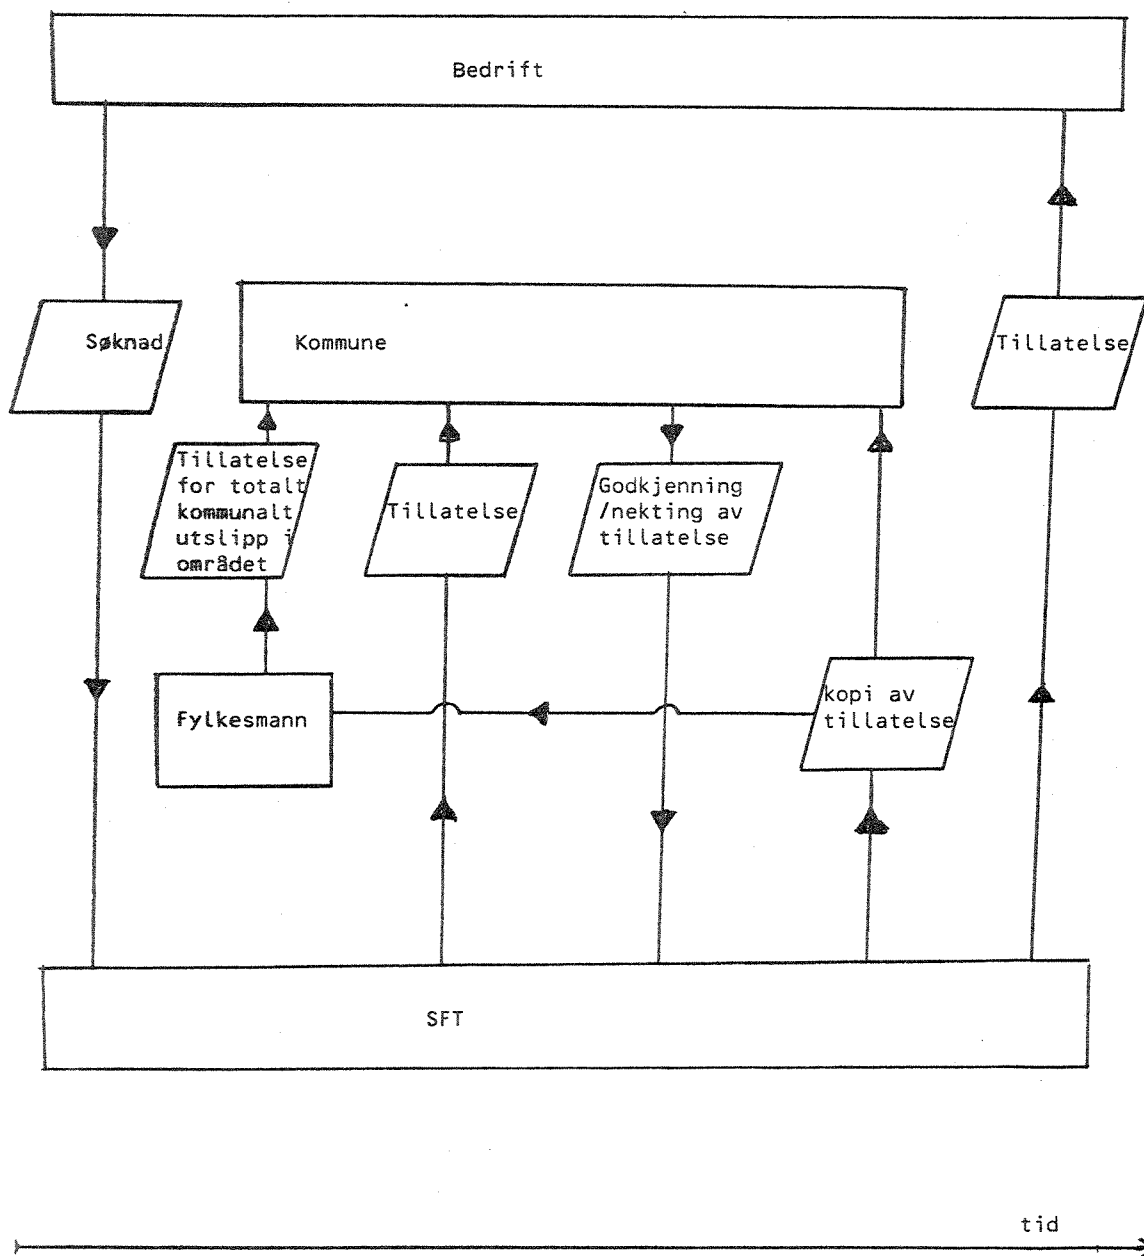 Bedrift
Søknad
Kommune
Tillatelse
Tillatelse
for totalt
kommunalt
utslipp i
området
Tillatelse
Godkjenning
/nekting av
tillatelse
Fylkesmann
kopi av
tillatelse
SFT
tid